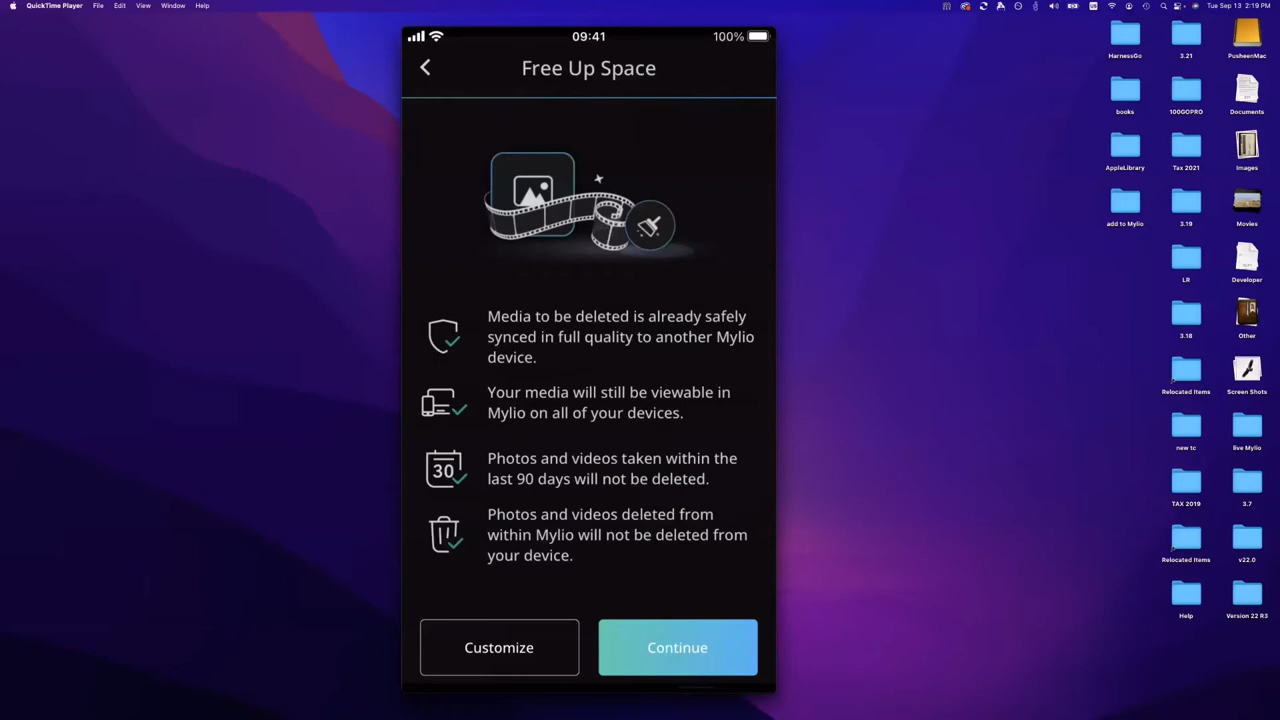 QuickTime Player File Edit View Window Help
Tue Sep 13 2:19 PM
09:41
100%
Free Up Space
Media to be deleted is already safely
synced in full quality to another Mylio
device.
Your media will still be viewable in
Mylio on all of your devices.
30
Photos and videos taken within the
last 90 days will not be deleted.
Photos and videos deleted from
within Mylio will not be deleted from
your device.
Customize
Continue
HarnessGo
3.21
PusheenMac
books
100GOPRO
Documents
AppleLibrary
Tax 2021
Images
add to Mylio
3.19
Movies
LR
Developer
3.18
Other
Relocated Items
Screen Shots
new tc
live Mylio
TAX 2019
3.7
Relocated Items
v22.0
Help
Version 22 R3